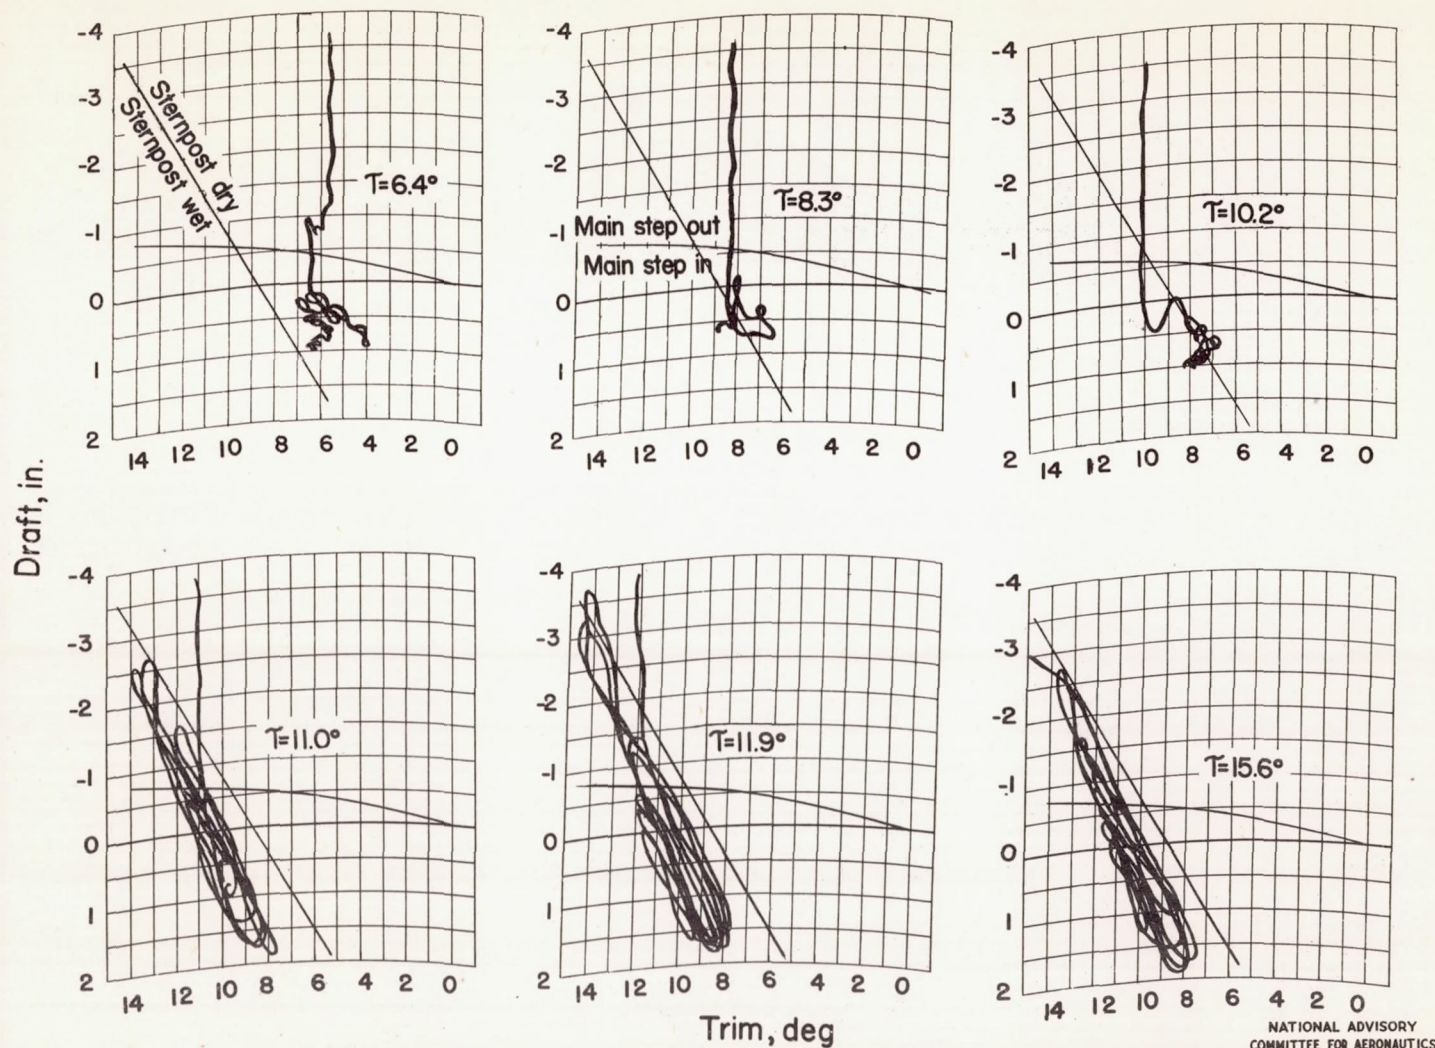 -4
-3
-2
-1
0
1
2
14 12 10 8 6 4 2 0
Sternpost dry
Sternpost wet
T=6.4°
-4
-3
-2
-1
0
1
2
14 12 10 8 6 4 2 0
T=8.3°
Main step out
Main step in
-4
-3
-2
-1
0
1
2
14 12 10 8 6 4 2 0
T=10.2°
Draft, in.
-4
-3
-2
-1
0
1
2
14 12 10 8 6 4 2 0
T=11.0°
-4
-3
-2
-1
0
1
2
14 12 10 8 6 4 2 0
T=11.9°
-4
-3
-2
-1
0
1
2
14 12 10 8 6 4 2 0
T=15.6°
Trim, deg
NATIONAL ADVISORY
COMMITTEE FOR AERONAUTICS